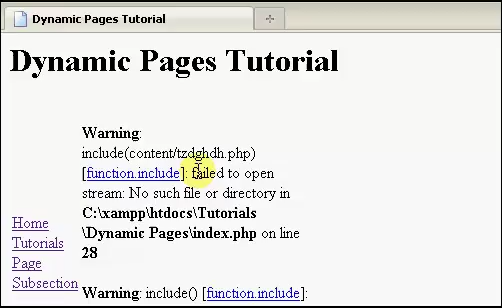 Dynamic Pages Tutorial
Dynamic Pages Tutorial
Warning:
include(content/tzdghdh.php)
[function.include]: failed to open
stream: No such file or directory in
C:\xampp\htdocs\Tutorials
\Dynamic Pages\index.php on line
28
Home
Tutorials
Page
Subsection
Warning: include() [function.include]: